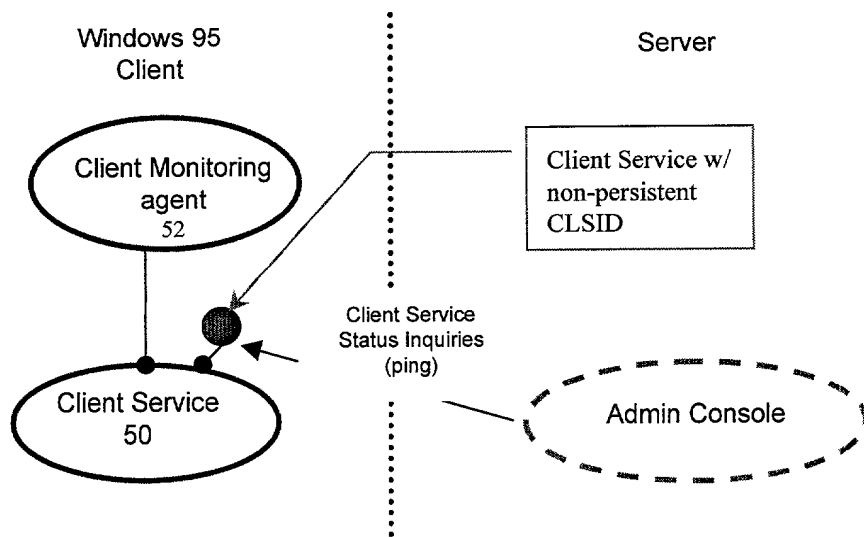 Windows 95
Client
Server
Client Monitoring
agent
52
Client Service w/
non-persistent
CLSID
Client Service
Status Inquiries
(ping)
Client Service
50
Admin Console